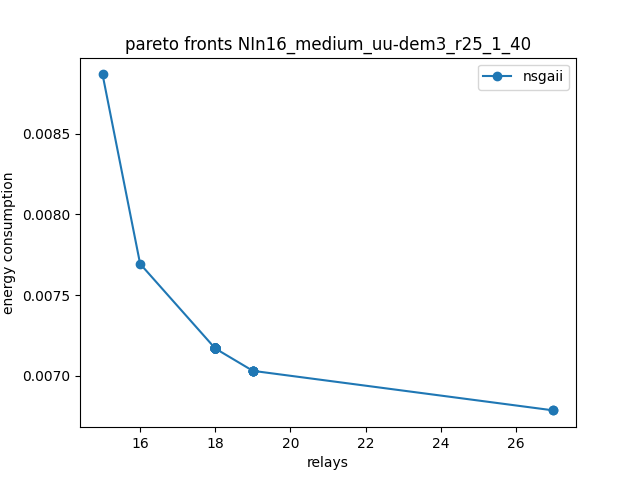 pareto fronts NIn16_medium_uu-dem3_r25_1_40
nsgaii
energy consumption
0.0085
0.0080
0.0075
0.0070
16 18 20 22 24 26
relays